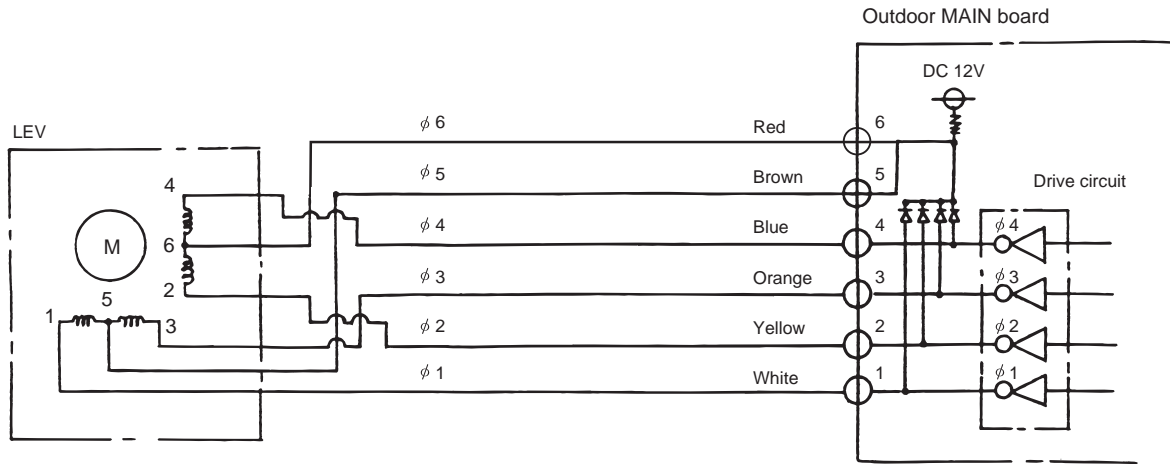 Outdoor MAIN board
DC 12V
LEV
ϕ 6 Red 6
ϕ 5 Brown 5
Drive circuit
4
ϕ 4 Blue 4 ϕ 4
M 6
ϕ 3 Orange 3 ϕ 3
2
5
1 3
ϕ 2 Yellow 2 ϕ 2
ϕ 1 White 1 ϕ 1